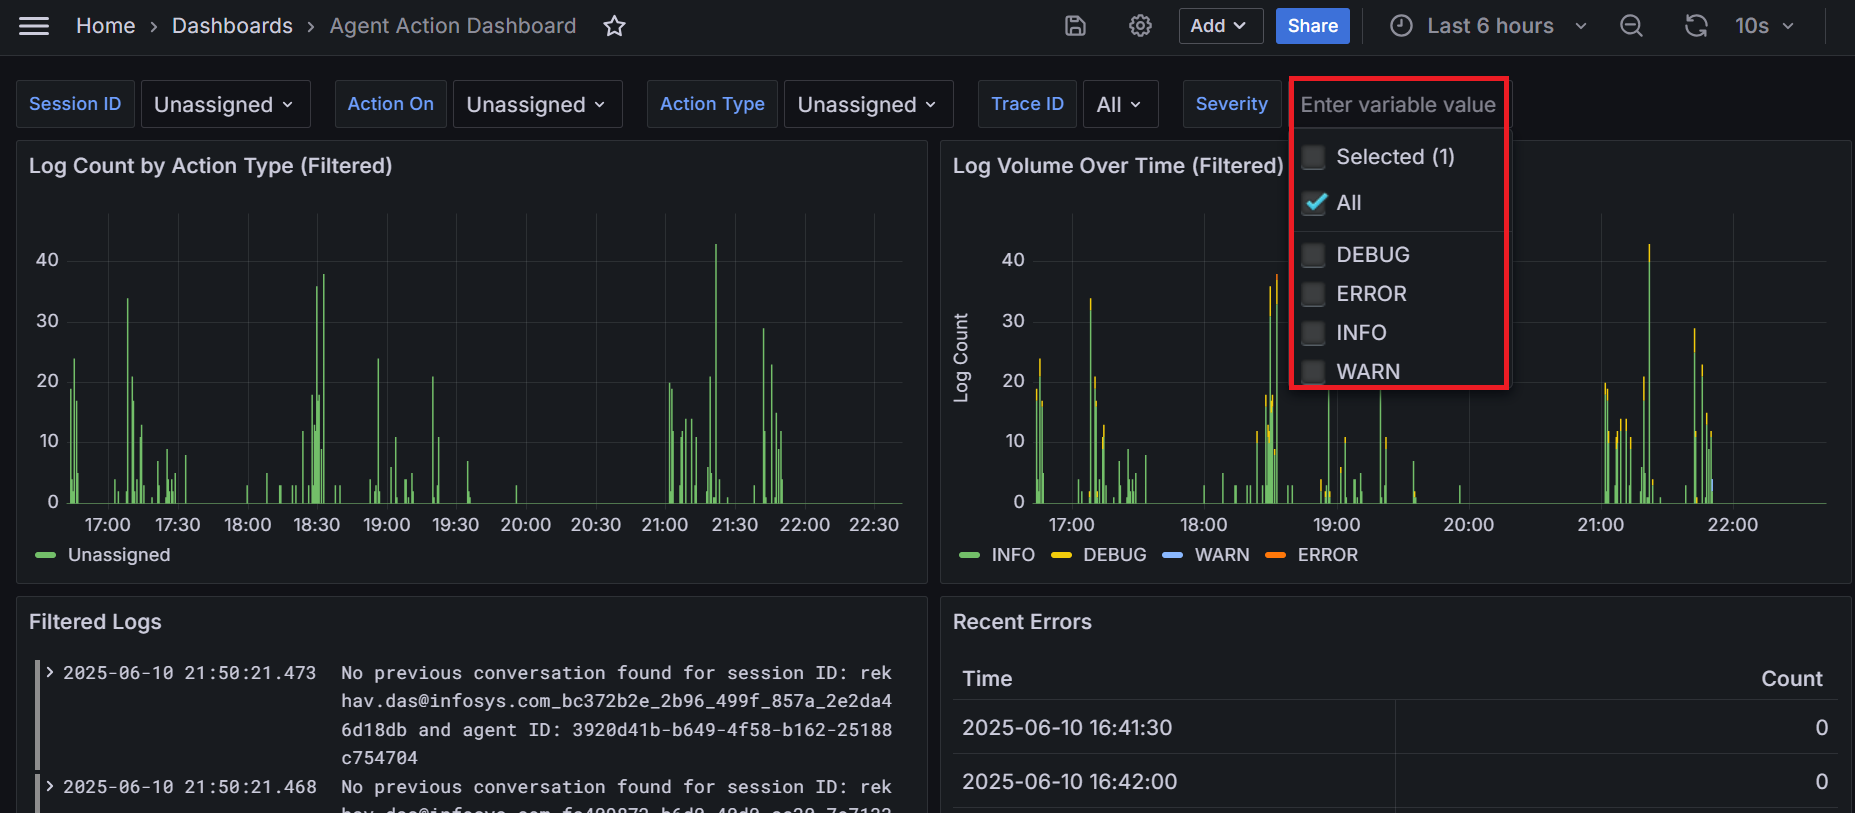 Home › Dashboards › Agent Action Dashboard
Add
Share
Last 6 hours
10s
Session ID
Unassigned
Action On
Unassigned
Action Type
Unassigned
Trace ID
All
Severity
Enter variable value
Selected (1)
All
DEBUG
ERROR
INFO
WARN
Log Count by Action Type (Filtered)
40
30
20
10
0
17:00 17:30 18:00 18:30 19:00 19:30 20:00 20:30 21:00 21:30 22:00 22:30
Unassigned
Log Volume Over Time (Filtered)
Log Count
40
30
20
10
0
17:00 18:00 19:00 20:00 21:00 22:00
INFO DEBUG WARN ERROR
Filtered Logs
2025-06-10 21:50:21.473 No previous conversation found for session ID: rek
hav.das@infosys.com_bc372b2e_2b96_499f_857a_2e2da4
6d18db and agent ID: 3920d41b-b649-4f58-b162-25188
c754704
2025-06-10 21:50:21.468 No previous conversation found for session ID: rek
Recent Errors
Time Count
2025-06-10 16:41:30 0
2025-06-10 16:42:00 0